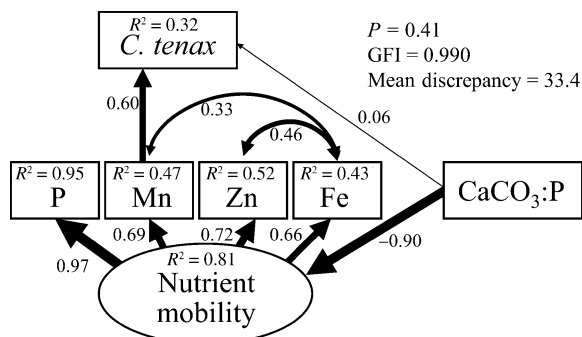 R² = 0.32
C. tenax
P = 0.41
GFI = 0.990
Mean discrepancy = 33.4
0.60
0.33
0.46
0.06
R² = 0.95
P
R² = 0.47
Mn
R² = 0.52
Zn
R² = 0.43
Fe
CaCO₃:P
0.97
0.69
0.72
0.66
–0.90
R² = 0.81
Nutrient
mobility